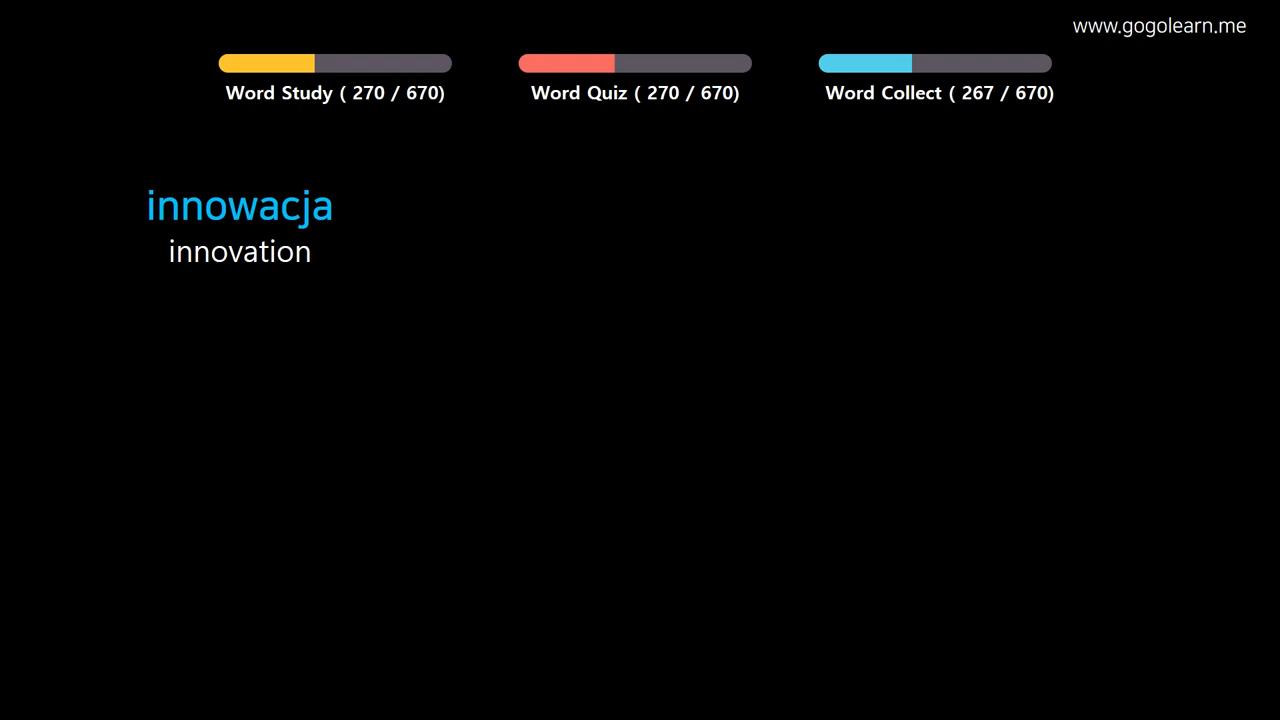 www.gogolearn.me
Word Study ( 270 / 670)
Word Quiz ( 270 / 670)
Word Collect ( 267 / 670)
innowacja
innovation